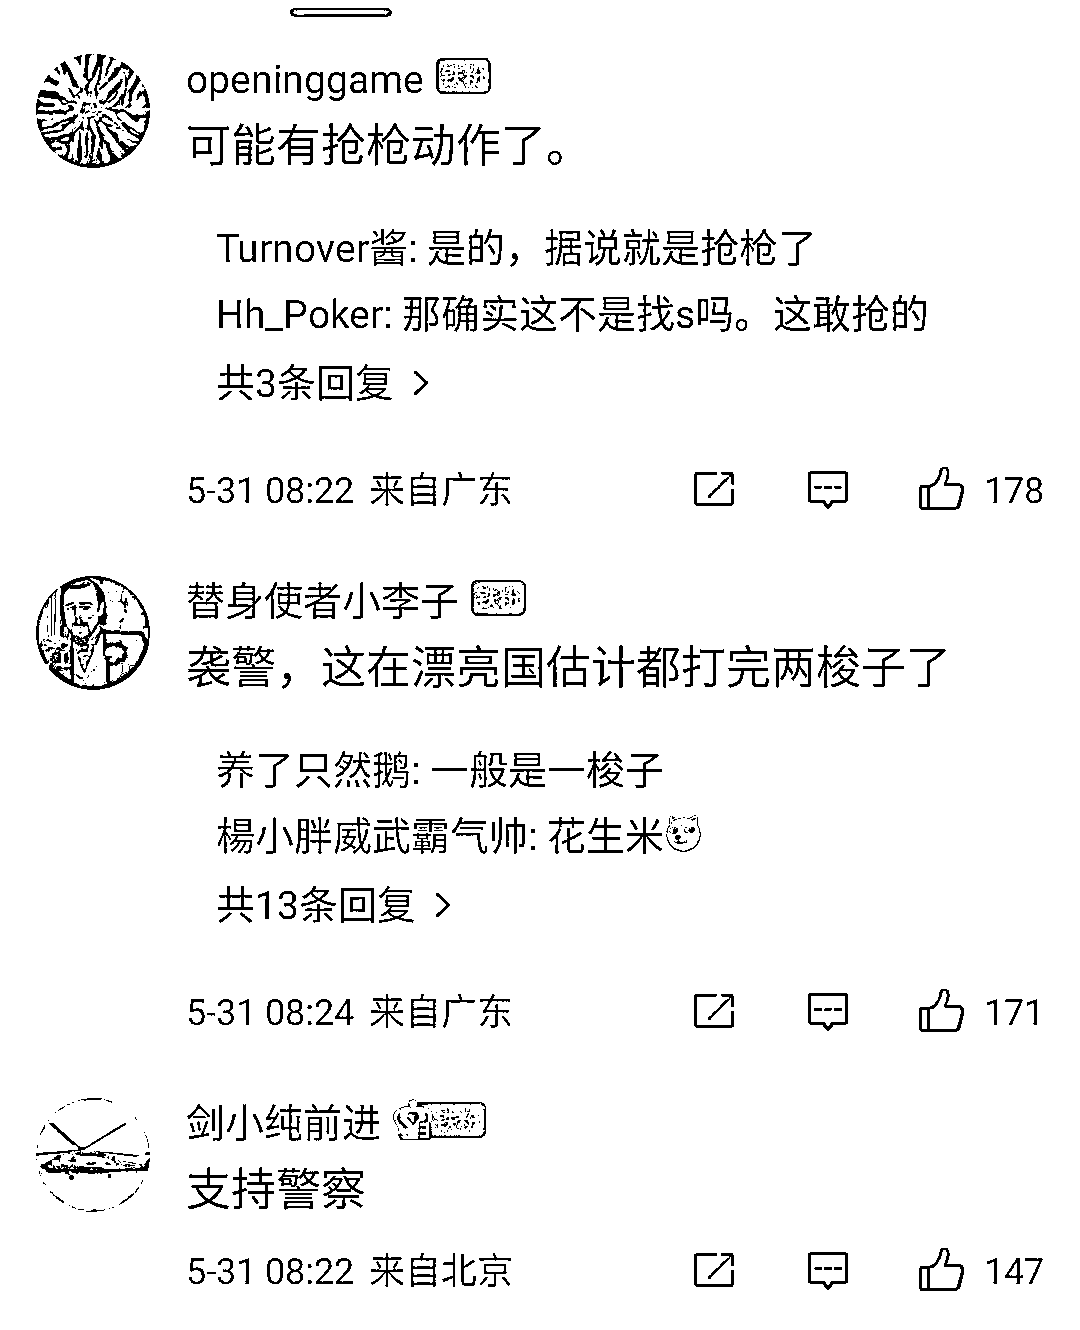 openinggame 铁粉
可能有抢枪动作了。
Turnover酱: 是的，据说就是抢枪了
Hh_Poker: 那确实这不是找s吗。这敢抢的
共3条回复 >
5-31 08:22 来自广东 178
替身使者小李子 铁粉
袭警，这在漂亮国估计都打完两梭子了
养了只然鹅: 一般是一梭子
楊小胖威武霸气帅: 花生米
共13条回复 >
5-31 08:24 来自广东 171
剑小纯前进 铁粉
支持警察
5-31 08:22 来自北京 147